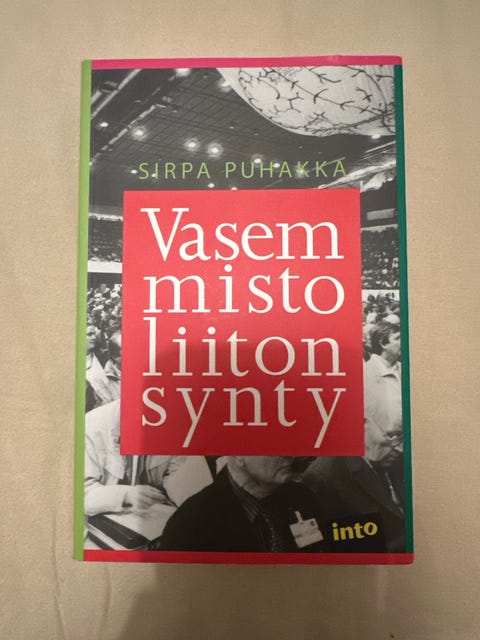 SIRPA PUHAKKA
Vasem
misto
liiton
synty
into